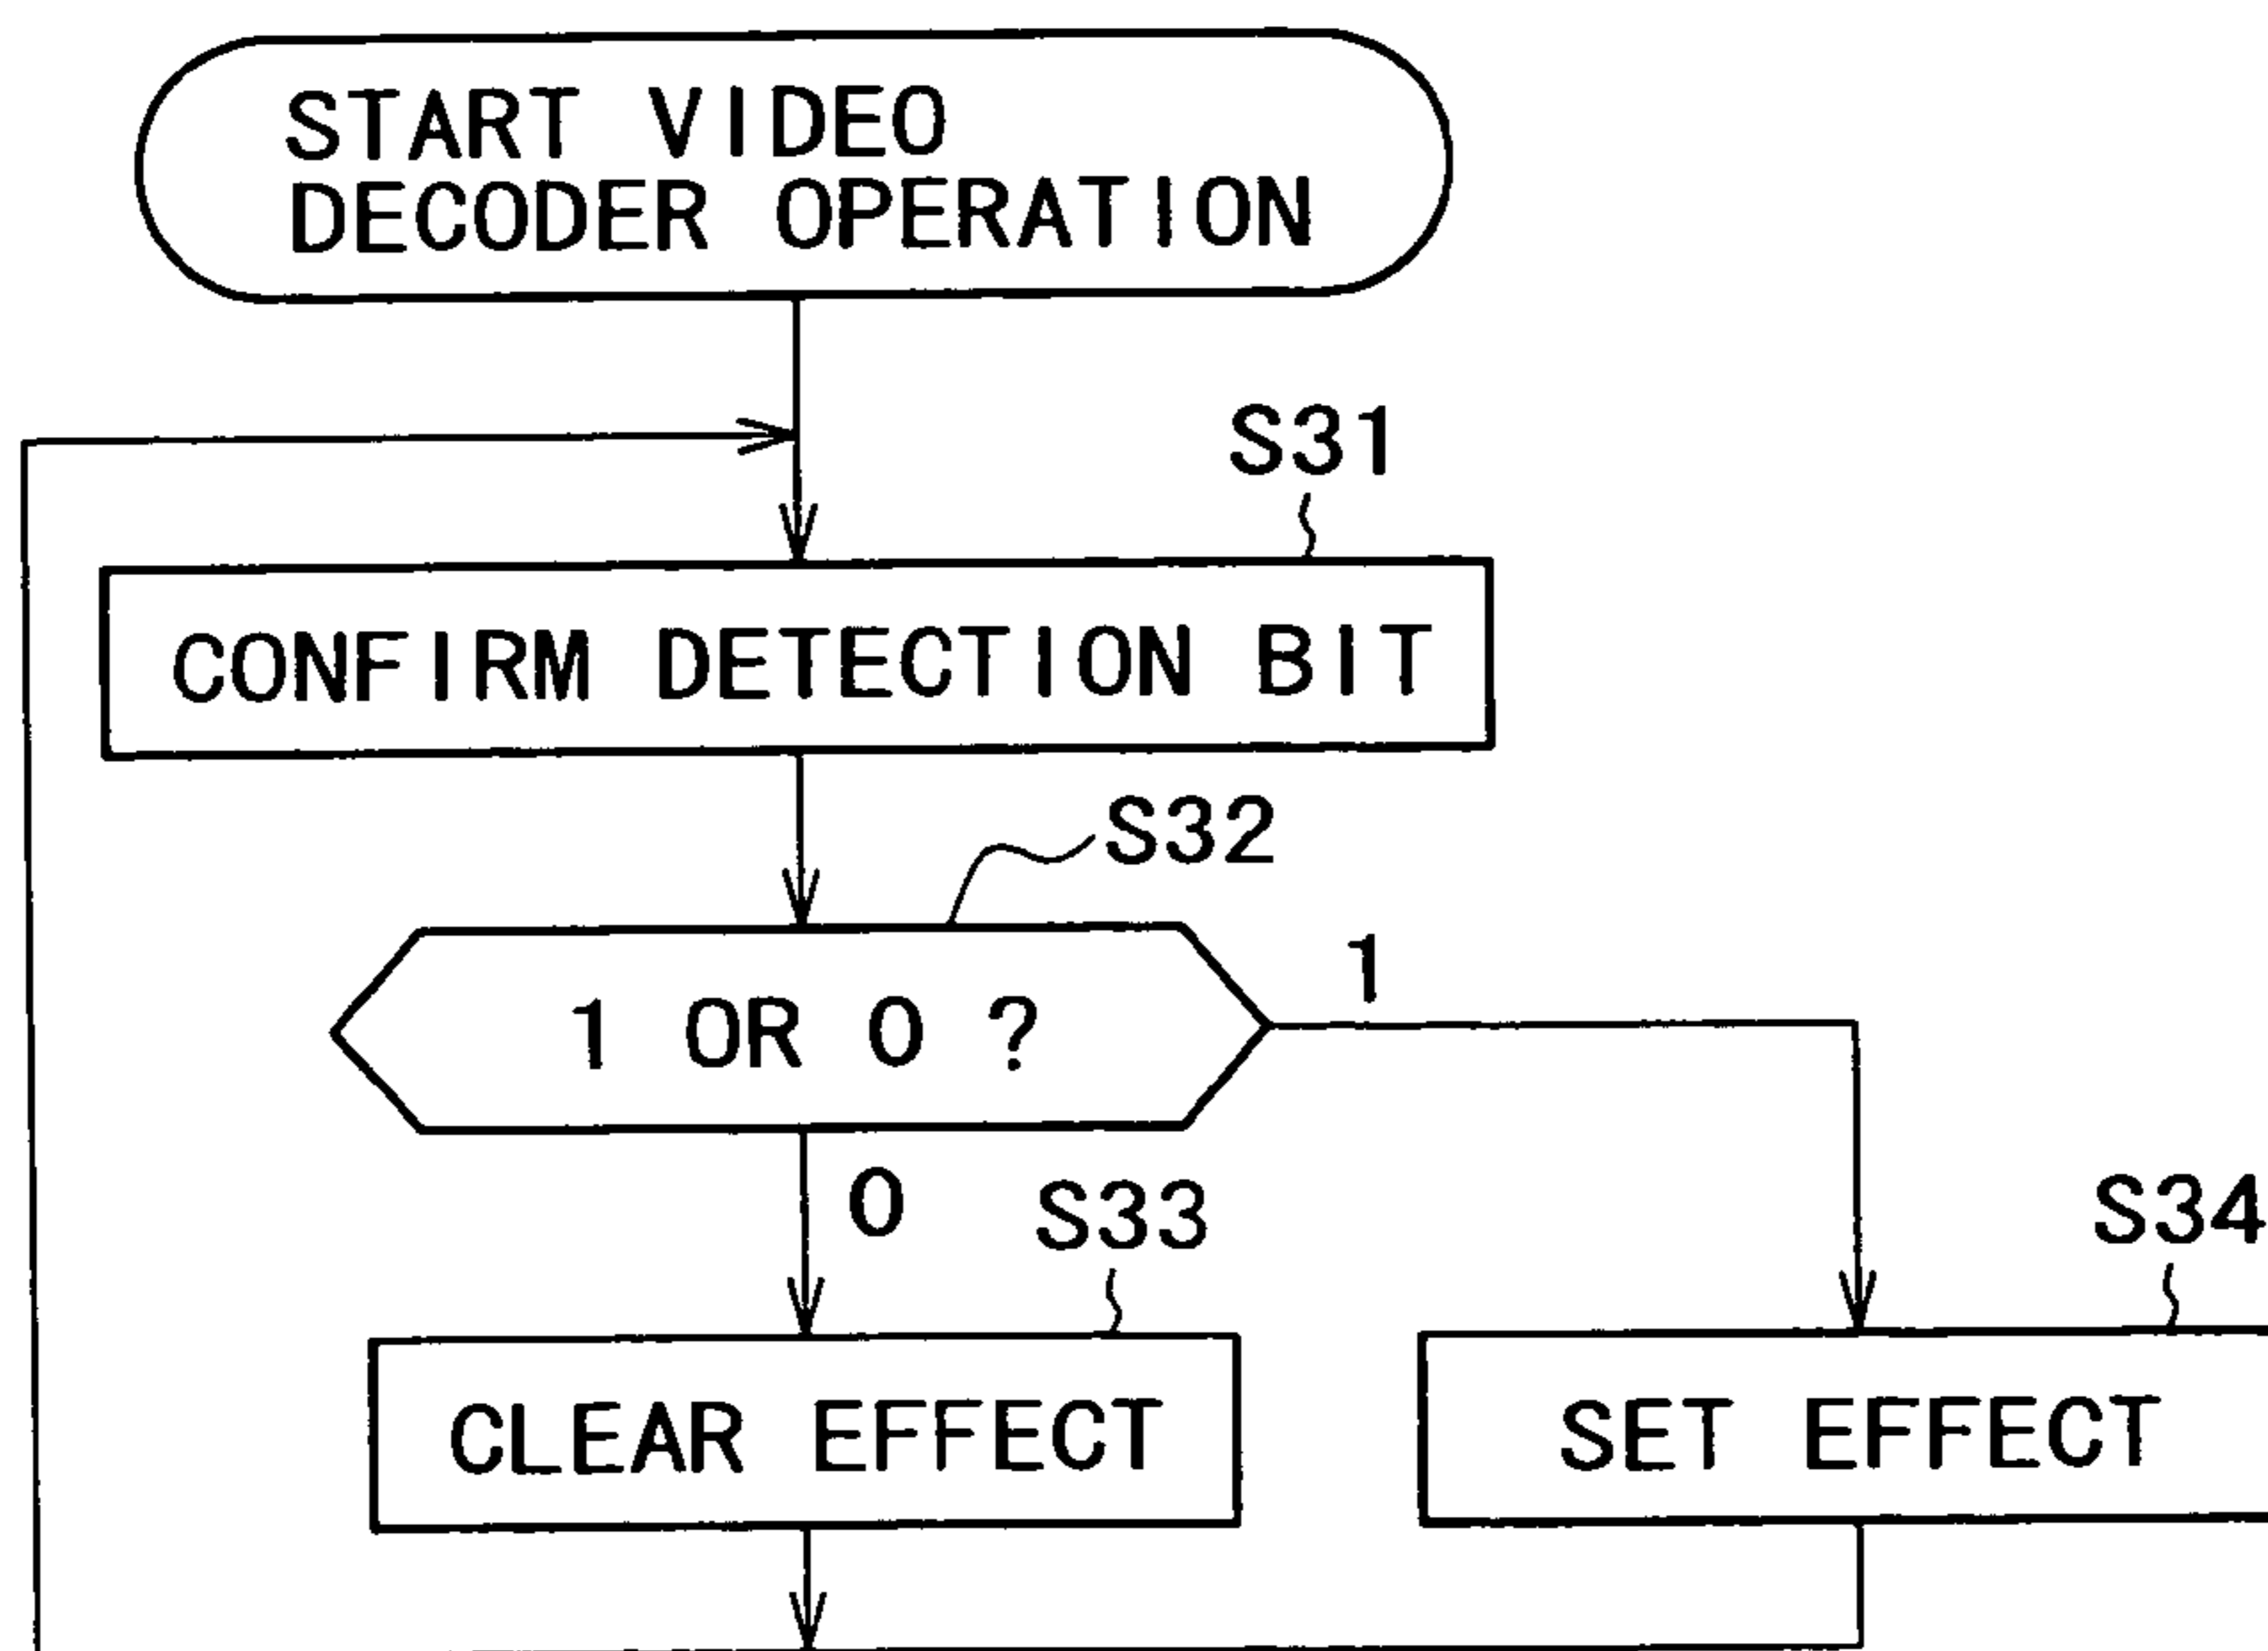 START VIDEO
DECODER OPERATION
S31
CONFIRM DETECTION BIT
S32
1 OR 0 ?
1
0
S33
S34
CLEAR EFFECT
SET EFFECT